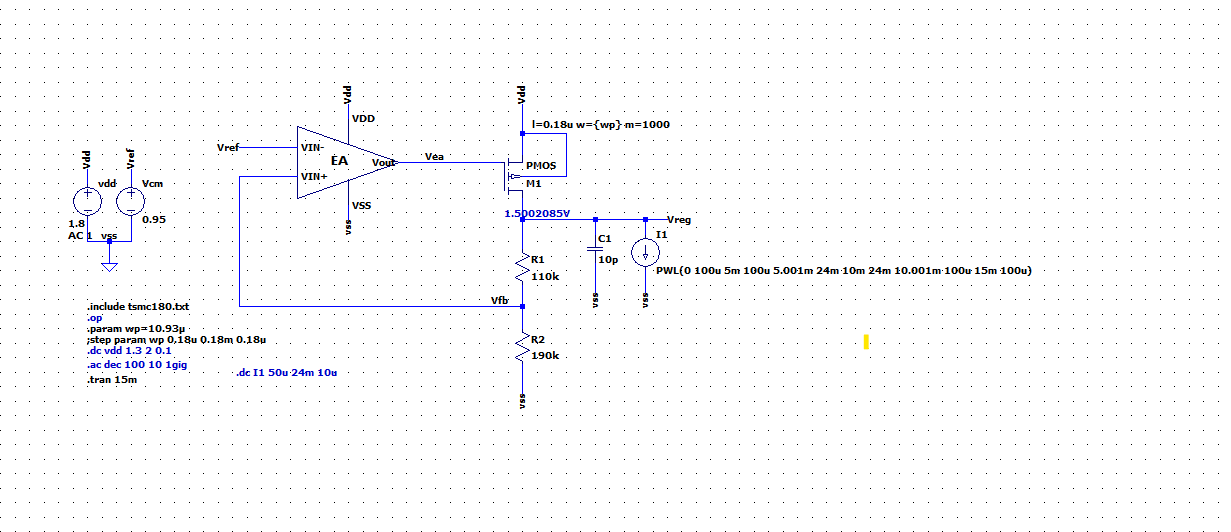 Vdd
Vdd
VDD
l=0.18u w={wp} m=1000
Vref
VIN-
EA
Vout
Vea
PMOS
M1
VIN+
VSS
vss
Vdd
Vref
vdd
Vcm
1.8
0.95
AC 1
vss
1.5002085V
Vreg
C1
10p
I1
R1
110k
PWL(0 100u 5m 100u 5.001m 24m 10m 24m 10.001m 100u 15m 100u)
vss
vss
Vfb
R2
190k
vss
.include tsmc180.txt
.op
.param wp=10.93µ
;step param wp 0.18u 0.18m 0.18u
.dc vdd 1.3 2 0.1
.ac dec 100 10 1gig
.dc I1 50u 24m 10u
.tran 15m